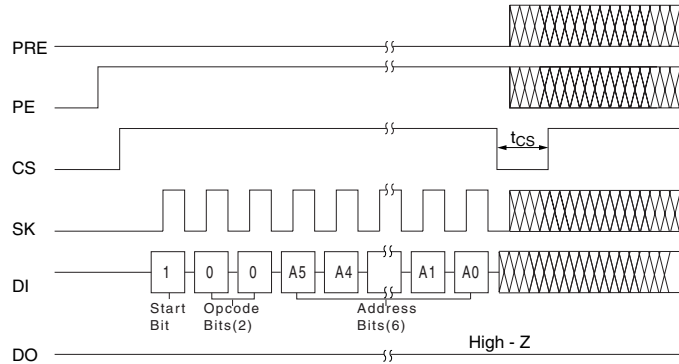 PRE
PE
CS
tCS
SK
DI
1 0 0 A5 A4 A1 A0
Start Bit
Opcode Bits(2)
Address Bits(6)
DO
High - Z